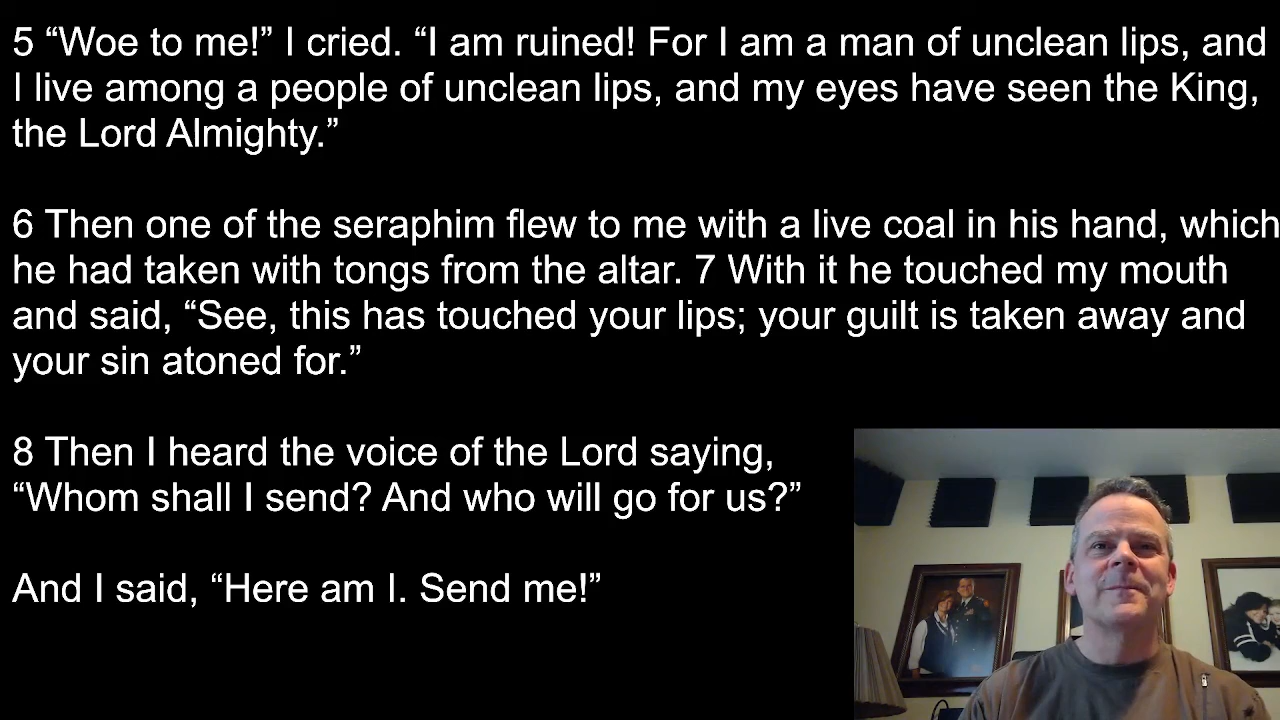 5 “Woe to me!” I cried. “I am ruined! For I am a man of unclean lips, and
I live among a people of unclean lips, and my eyes have seen the King,
the Lord Almighty.”
6 Then one of the seraphim flew to me with a live coal in his hand, which
he had taken with tongs from the altar. 7 With it he touched my mouth
and said, “See, this has touched your lips; your guilt is taken away and
your sin atoned for.”
8 Then I heard the voice of the Lord saying,
“Whom shall I send? And who will go for us?”
And I said, “Here am I. Send me!”